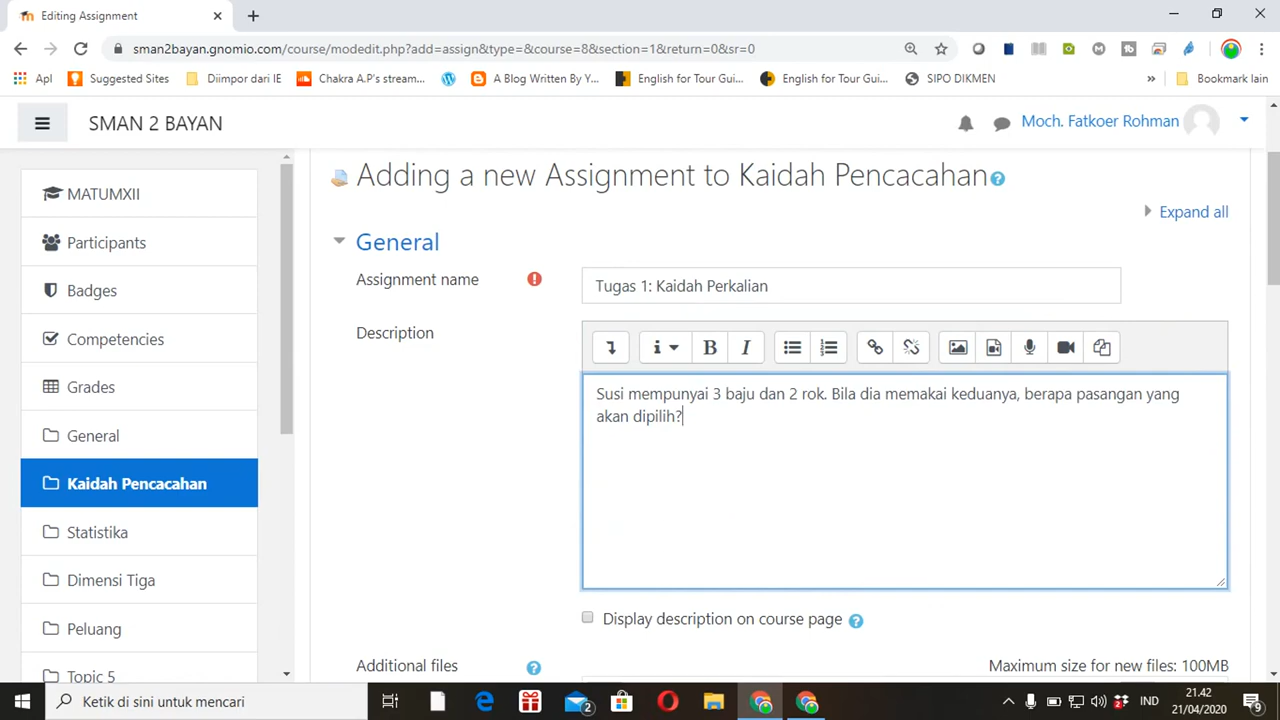 Editing Assignment
sman2bayan.gnomio.com/course/modedit.php?add=assign&type=&course=8&section=1&return=0&sr=0
Apl Suggested Sites Diimpor dari IE Chakra A.P's stream... A Blog Written By Y... English for Tour Gui... English for Tour Gui... SIPO DIKMEN » Bookmark lain
SMAN 2 BAYAN
Moch. Fatkoer Rohman
MATUMXII
Participants
Badges
Competencies
Grades
General
Kaidah Pencacahan
Statistika
Dimensi Tiga
Peluang
Topic 5
Adding a new Assignment to Kaidah Pencacahan
Expand all
General
Assignment name
Tugas 1: Kaidah Perkalian
Description
B I
Susi mempunyai 3 baju dan 2 rok. Bila dia memakai keduanya, berapa pasangan yang
akan dipilih?
Display description on course page
Additional files
Maximum size for new files: 100MB
Ketik di sini untuk mencari
2
IND
21.42
21/04/2020
9